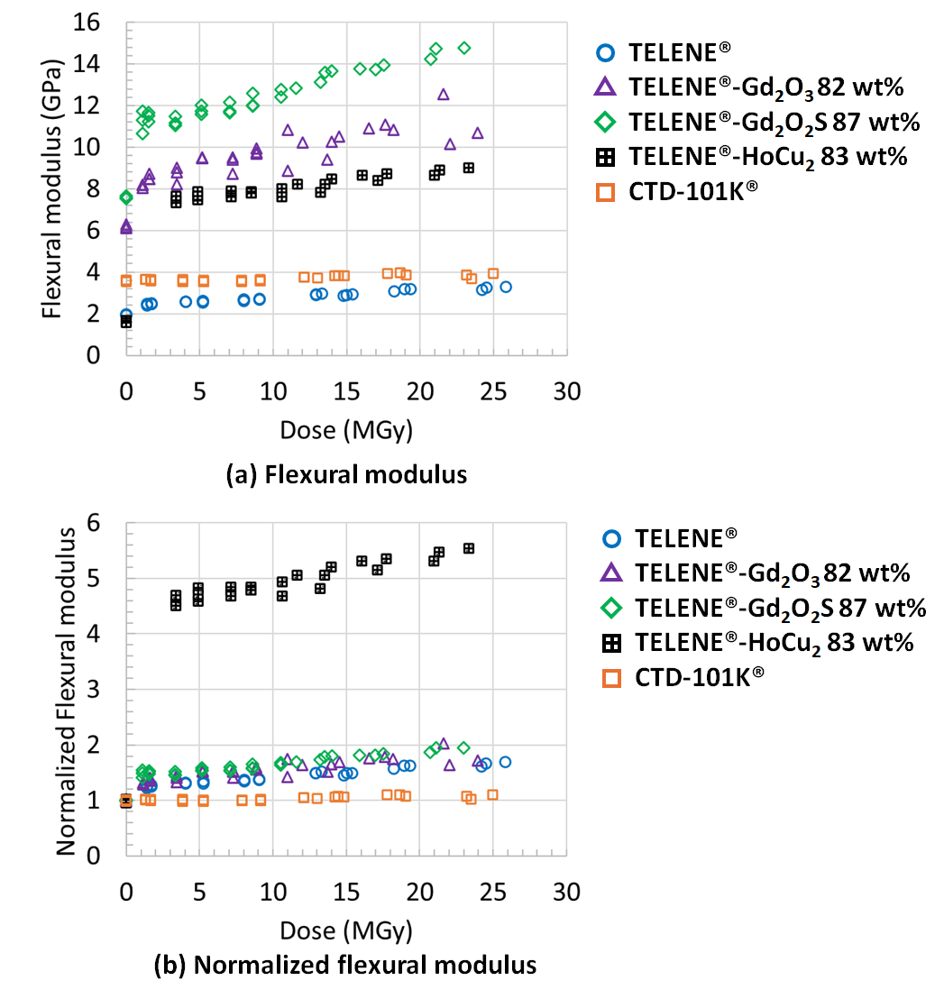 16
14
12
10
8
6
4
2
0
Flexural modulus (GPa)
0 5 10 15 20 25 30
Dose (MGy)
TELENE®
TELENE®-Gd₂O₃ 82 wt%
TELENE®-Gd₂O₂S 87 wt%
TELENE®-HoCu₂ 83 wt%
CTD-101K®
(a) Flexural modulus
6
5
4
3
2
1
0
Normalized Flexural modulus
0 5 10 15 20 25 30
Dose (MGy)
TELENE®
TELENE®-Gd₂O₃ 82 wt%
TELENE®-Gd₂O₂S 87 wt%
TELENE®-HoCu₂ 83 wt%
CTD-101K®
(b) Normalized flexural modulus